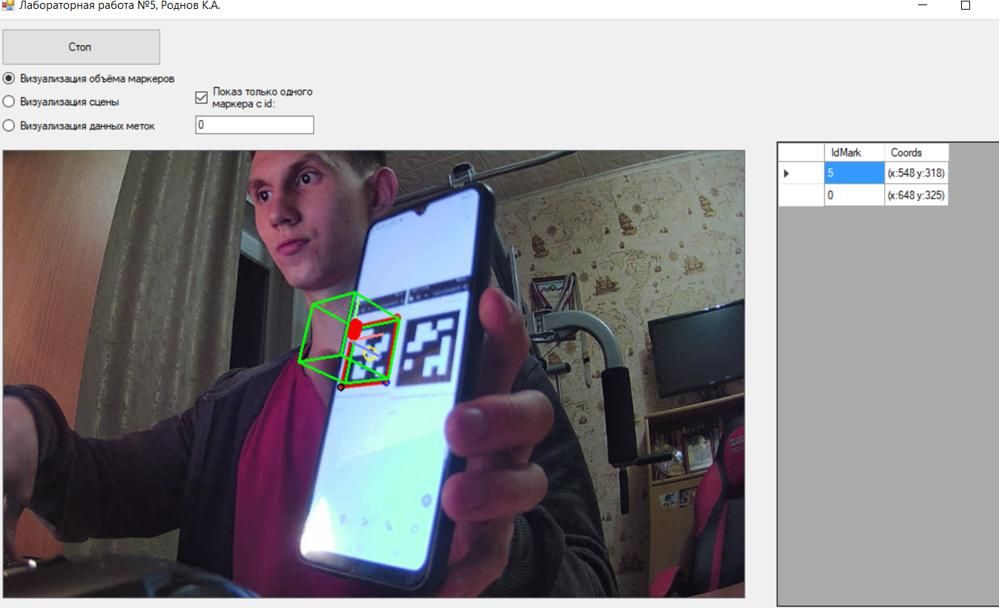 Лабораторная работа №5, Роднов К.А.
Стоп
Визуализация объёма маркеров
Визуализация сцены
Визуализация данных меток
Показ только одного
маркера с id:
0
IdMark Coords
5 (x:548 y:318)
0 (x:648 y:325)